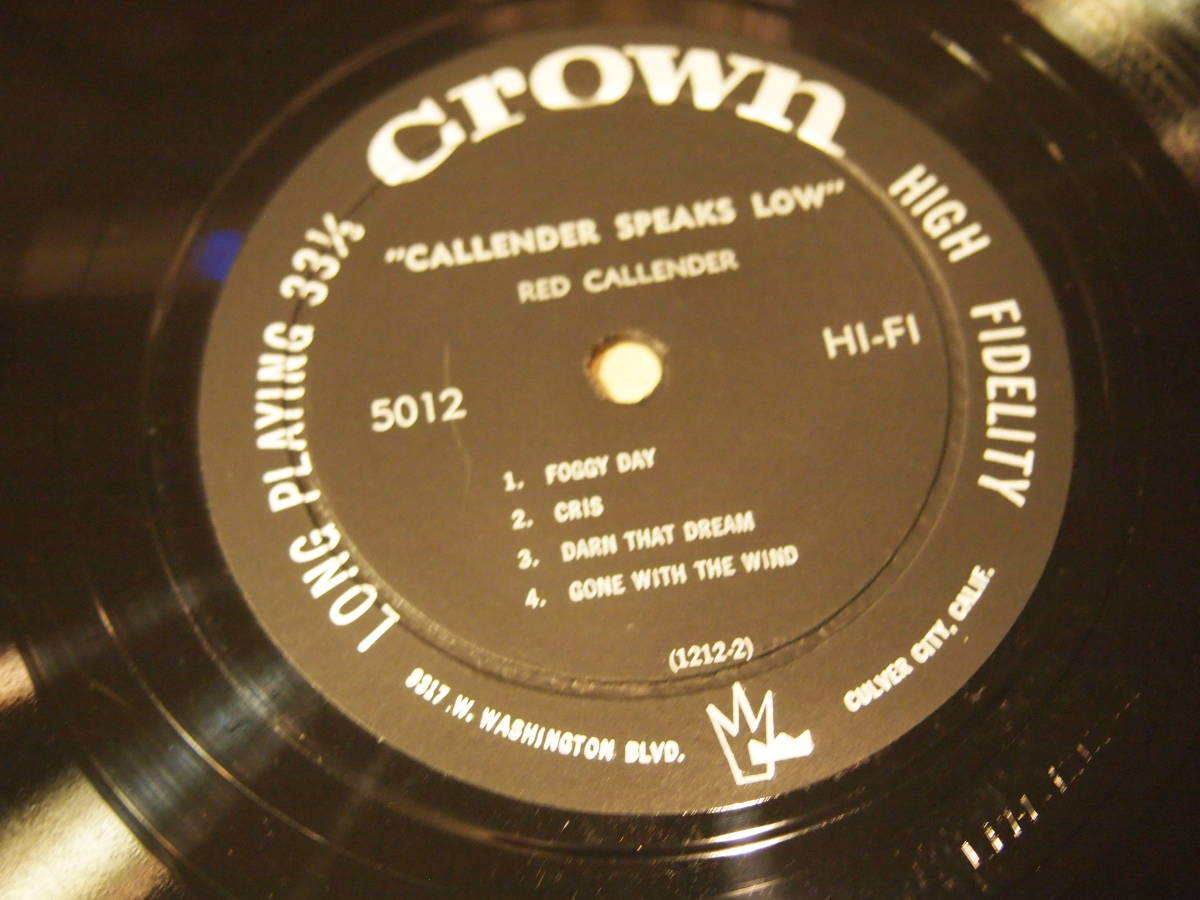 crown
"CALLENDER SPEAKS LOW"
RED CALLENDER
LONG PLAYING 33⅓
HIGH FIDELITY
5012
HI-FI
1. FOGGY DAY
2. CRIS
3. DARN THAT DREAM
4. GONE WITH THE WIND
(1212-2)
9317 W. WASHINGTON BLVD.
CULVER CITY, CALIF.